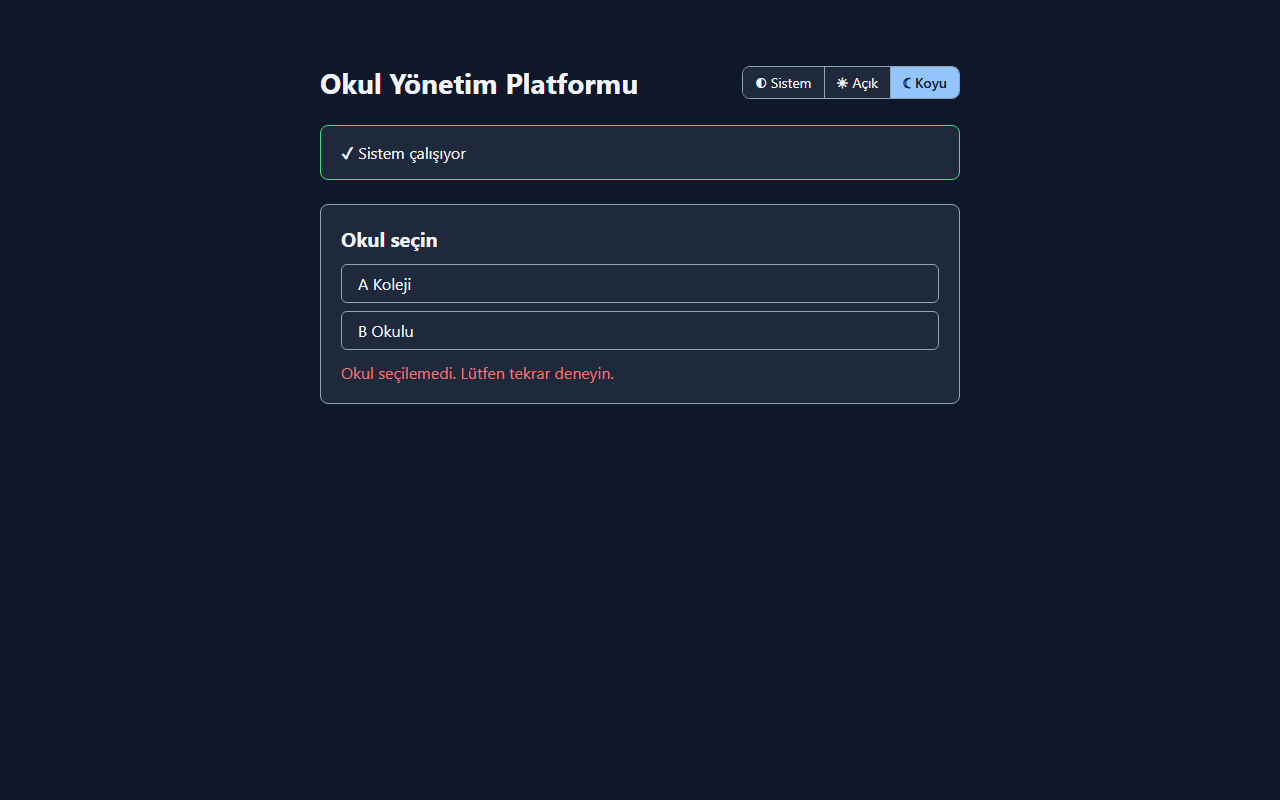 Okul Yönetim Platformu
◐ Sistem ☀ Açık ☾ Koyu
✔ Sistem çalışıyor
Okul seçin
A Koleji
B Okulu
Okul seçilemedi. Lütfen tekrar deneyin.